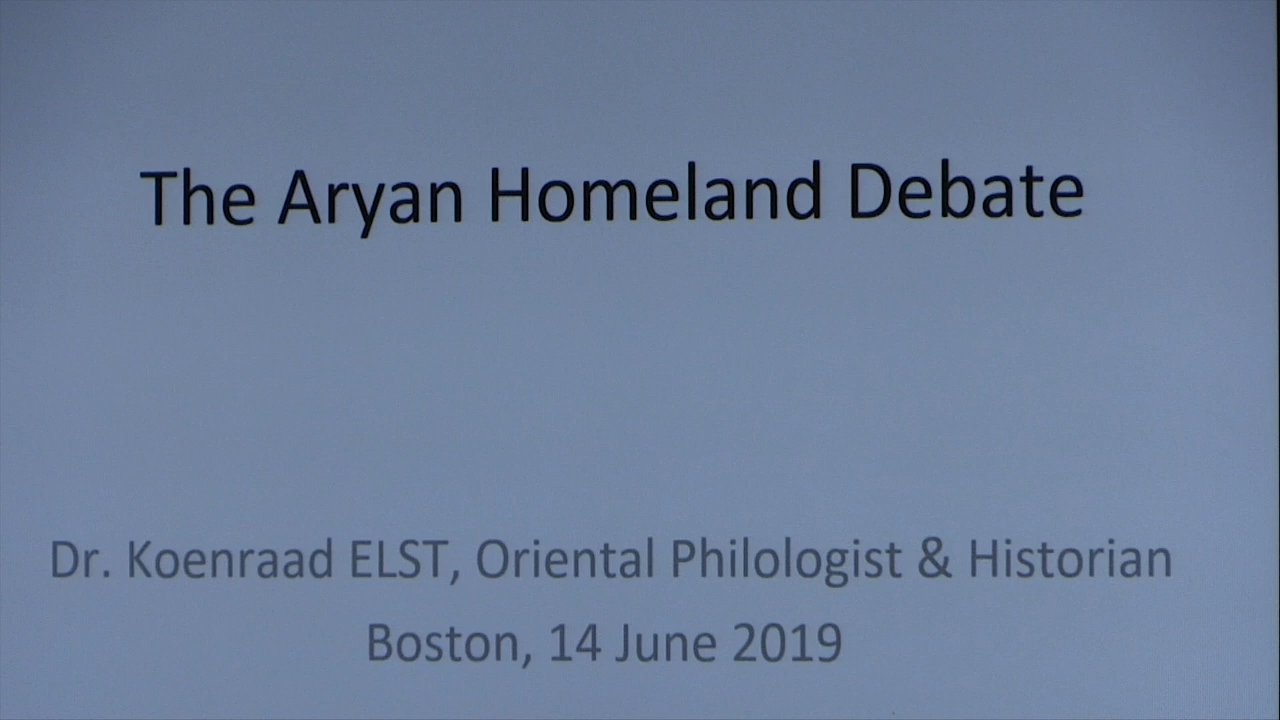 The Aryan Homeland Debate
Dr. Koenraad ELST, Oriental Philologist & Historian
Boston, 14 June 2019